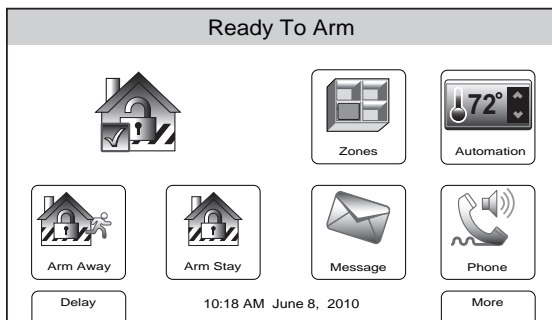 Ready To Arm
72°
Zones
Automation
Arm Away
Arm Stay
Message
Phone
Delay
10:18 AM June 8, 2010
More